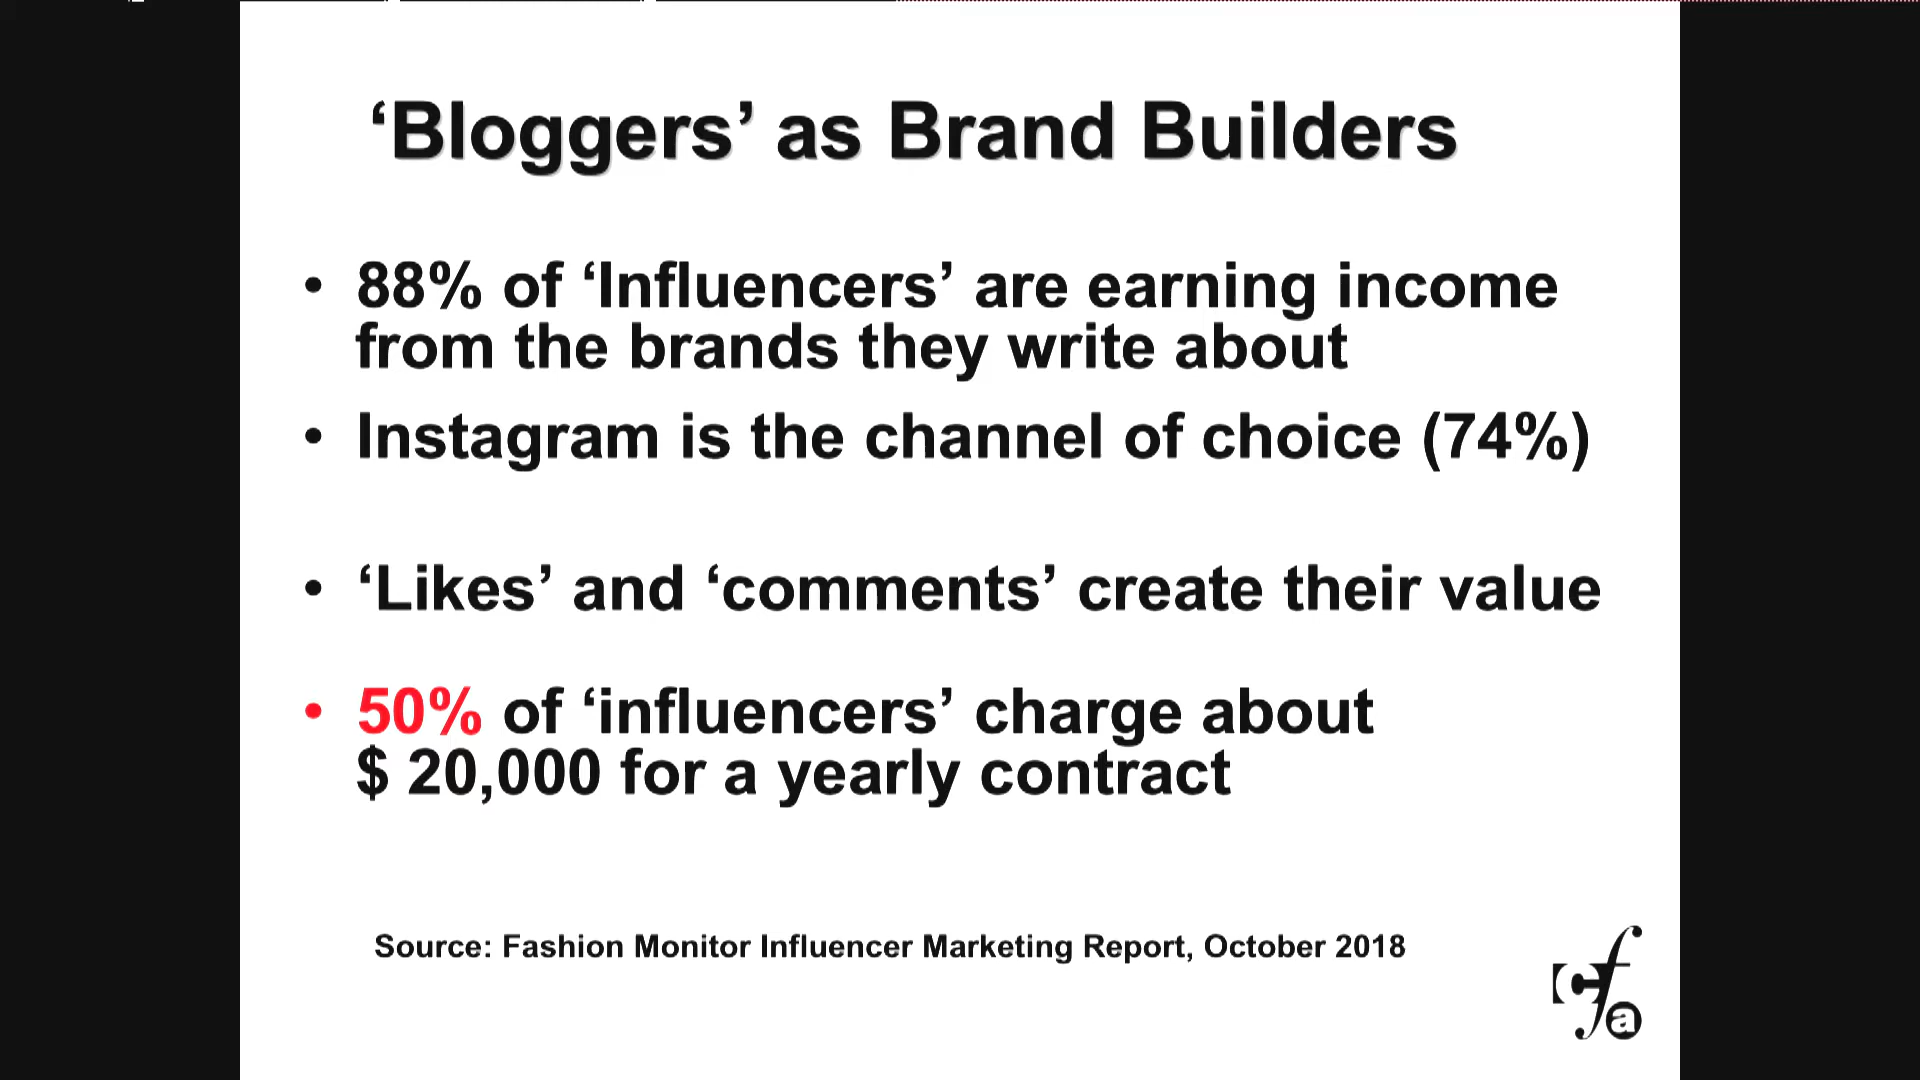 ‘Bloggers’ as Brand Builders
• 88% of ‘Influencers’ are earning income
from the brands they write about
• Instagram is the channel of choice (74%)
• ‘Likes’ and ‘comments’ create their value
• 50% of ‘influencers’ charge about
$ 20,000 for a yearly contract
Source: Fashion Monitor Influencer Marketing Report, October 2018
cfa